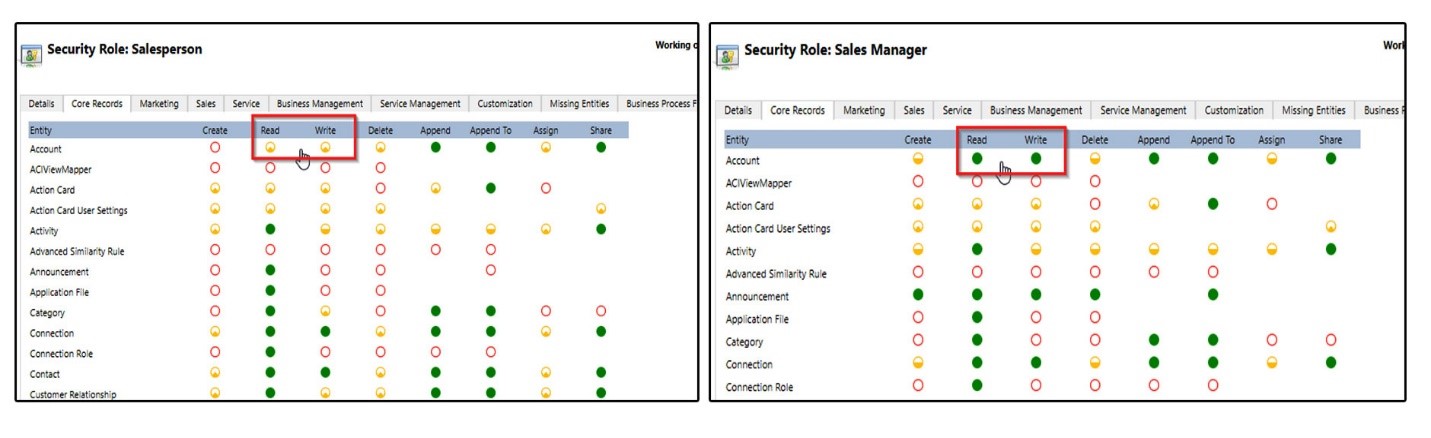 Security Role: Salesperson
Working o
Details Core Records Marketing Sales Service Business Management Service Management Customization Missing Entities Business Process F
Entity Create Read Write Delete Append Append To Assign Share
Account
ACIViewMapper
Action Card
Action Card User Settings
Activity
Advanced Similarity Rule
Announcement
Application File
Category
Connection
Connection Role
Contact
Customer Relationship
Security Role: Sales Manager
Worl
Details Core Records Marketing Sales Service Business Management Service Management Customization Missing Entities Business P
Entity Create Read Write Delete Append Append To Assign Share
Account
ACIViewMapper
Action Card
Action Card User Settings
Activity
Advanced Similarity Rule
Announcement
Application File
Category
Connection
Connection Role